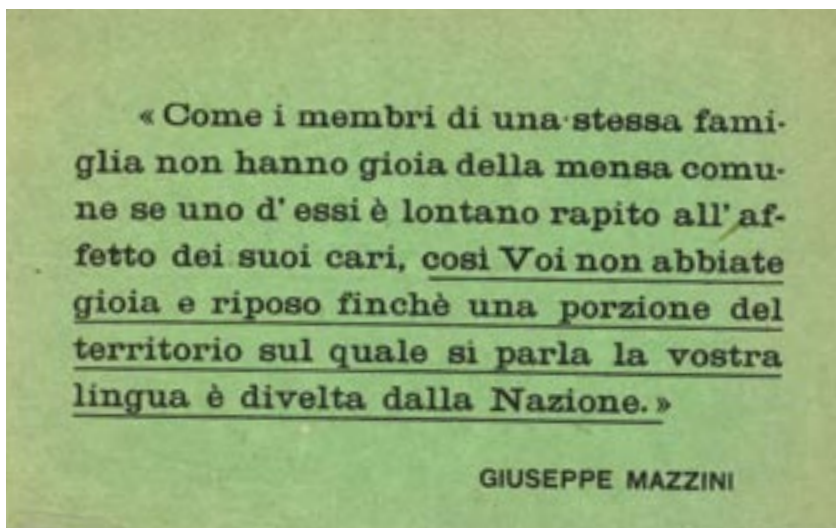 « Come i membri di una stessa fami-
glia non hanno gioia della mensa comu-
ne se uno d' essi è lontano rapito all' af-
fetto dei suoi cari, così Voi non abbiate
gioia e riposo finchè una porzione del
territorio sul quale si parla la vostra
lingua è divelta dalla Nazione. »
GIUSEPPE MAZZINI